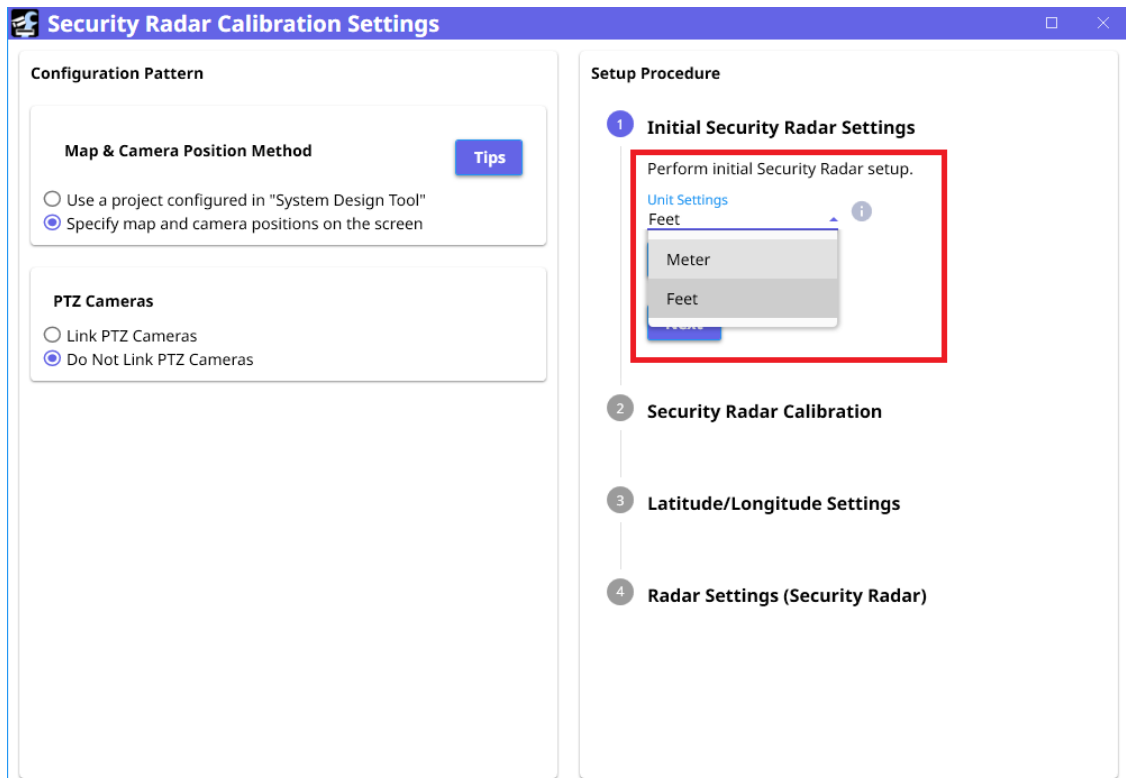 Security Radar Calibration Settings
Configuration Pattern
Map & Camera Position Method
Tips
Use a project configured in "System Design Tool"
Specify map and camera positions on the screen
PTZ Cameras
Link PTZ Cameras
Do Not Link PTZ Cameras
Setup Procedure
1 Initial Security Radar Settings
Perform initial Security Radar setup.
Unit Settings
Feet
Meter
Feet
Next
2 Security Radar Calibration
3 Latitude/Longitude Settings
4 Radar Settings (Security Radar)